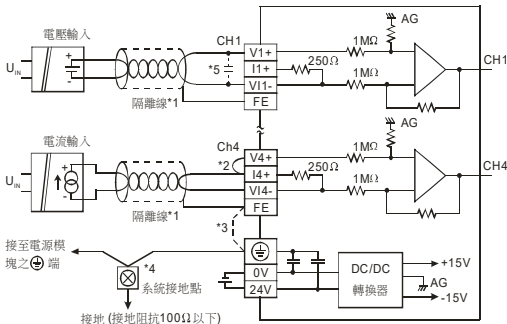 電壓輸入
U_IN
隔離線*1
CH1
*5
V1+
I1+
VI1-
FE
250Ω
1MΩ
1MΩ
AG
CH1
電流輸入
U_IN
隔離線*1
Ch4
*2
V4+
I4+
VI4-
FE
250Ω
1MΩ
1MΩ
AG
CH4
*3
接至電源模
塊之 端
*4
系統接地點
接地 (接地阻抗100Ω以下)
0V
24V
DC/DC
轉換器
+15V
AG
-15V